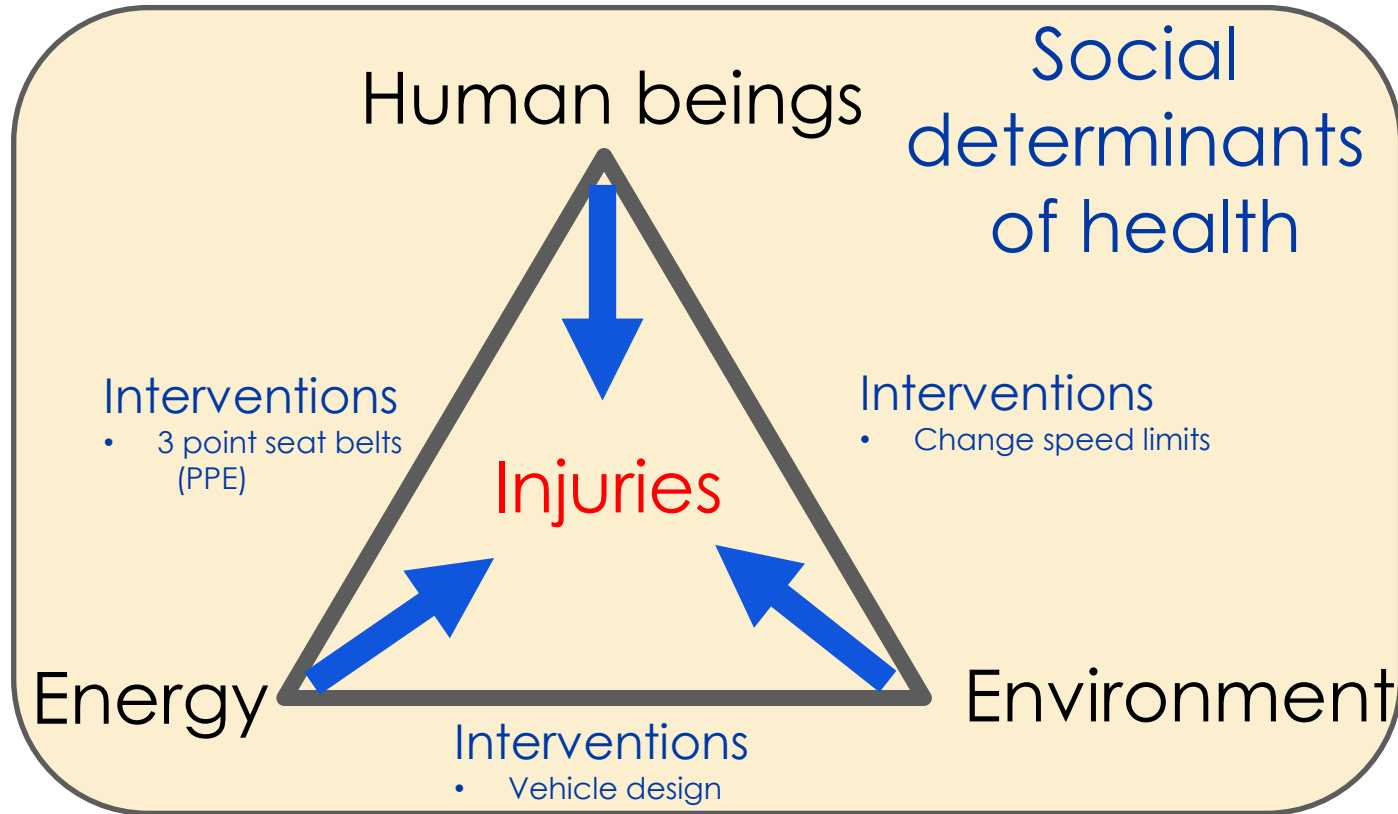 Social
determinants
of health
Human beings
Interventions
• 3 point seat belts
(PPE)
Interventions
• Change speed limits
Injuries
Energy
Environment
Interventions
• Vehicle design